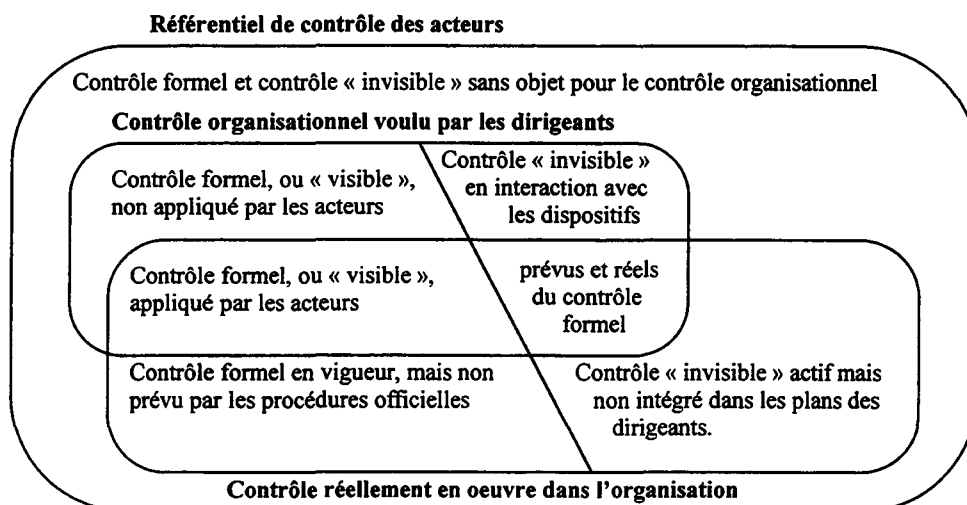 Référentiel de contrôle des acteurs
Contrôle formel et contrôle « invisible » sans objet pour le contrôle organisationnel
Contrôle organisationnel voulu par les dirigeants
Contrôle formel, ou « visible »,
non appliqué par les acteurs
Contrôle « invisible »
en interaction avec
les dispositifs
Contrôle formel, ou « visible »,
appliqué par les acteurs
prévus et réels
du contrôle
formel
Contrôle formel en vigueur, mais non
prévu par les procédures officielles
Contrôle « invisible » actif mais
non intégré dans les plans des
dirigeants.
Contrôle réellement en oeuvre dans l'organisation